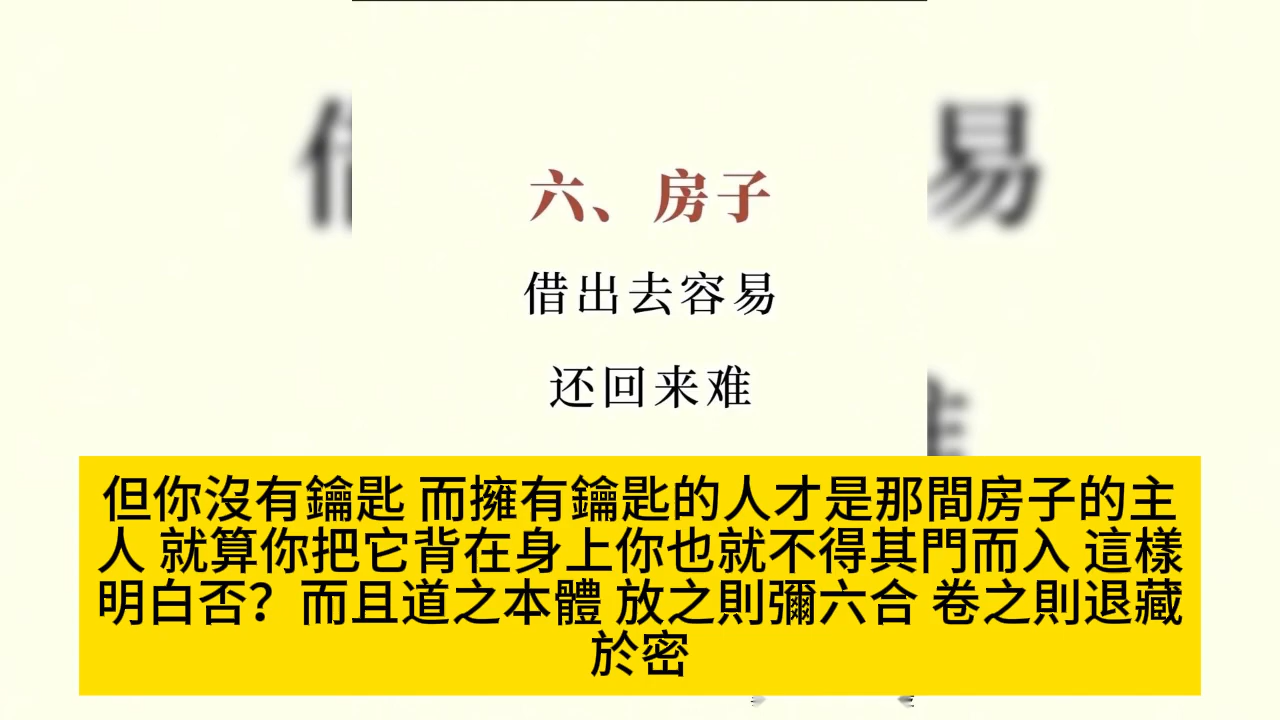 六、房子
借出去容易
还回来难
但你沒有鑰匙 而擁有鑰匙的人才是那間房子的主
人 就算你把它背在身上你也就不得其門而入 這樣
明白否？而且道之本體 放之則彌六合 卷之則退藏
於密